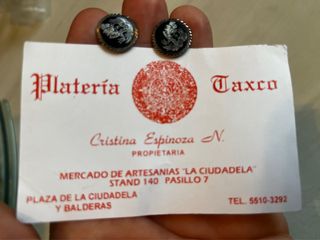 Platería Taxco
Cristina Espinoza N.
PROPIETARIA
MERCADO DE ARTESANIAS "LA CIUDADELA"
STAND 140 PASILLO 7
PLAZA DE LA CIUDADELA
Y BALDERAS
TEL. 5510-3292